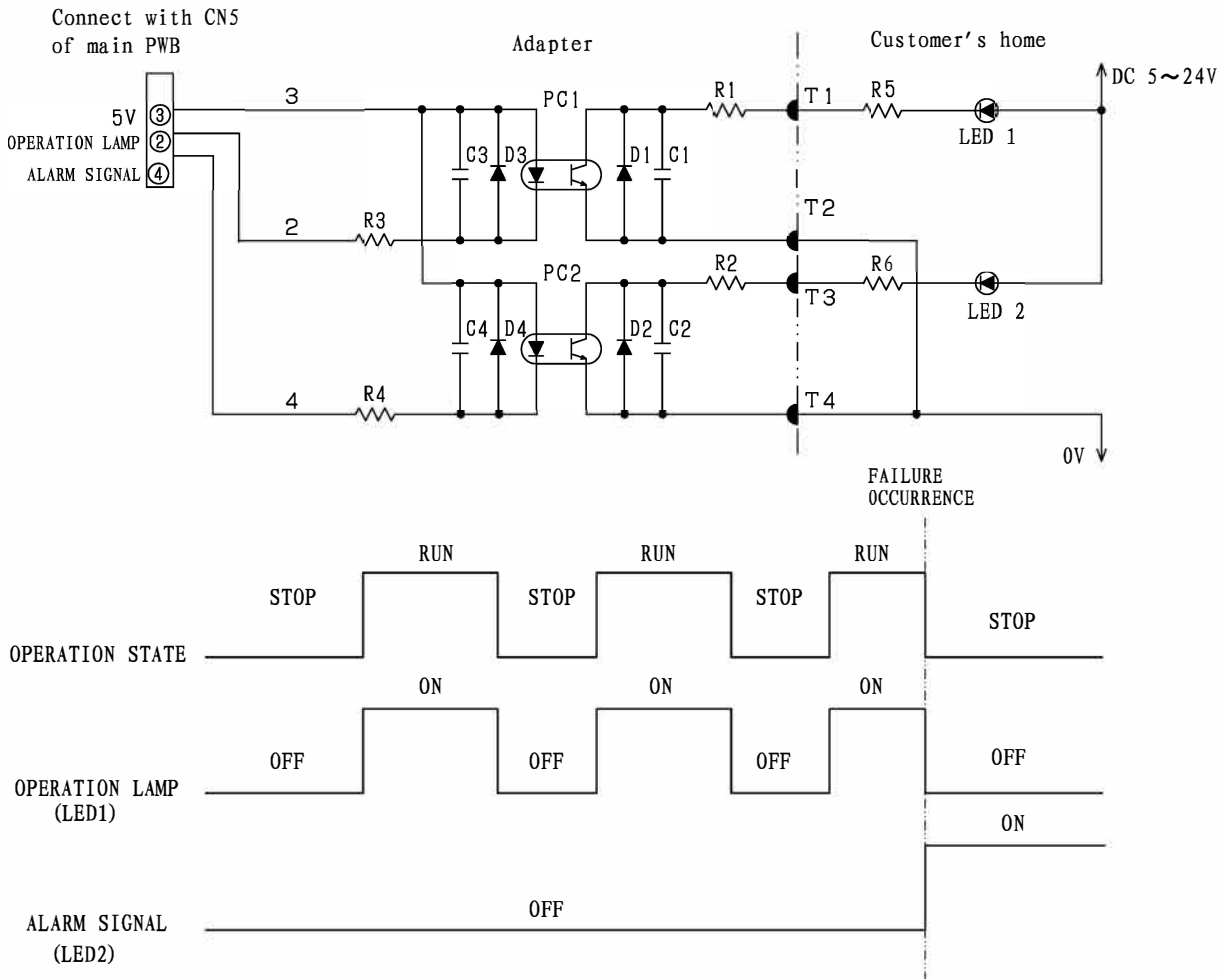 Connect with CN5
of main PWB
Adapter
Customer's home
DC 5～24V
5V ③
OPERATION LAMP ②
ALARM SIGNAL ④
3
2
4
R3
R4
C3
D3
PC1
D1
C1
R1
T1
R5
LED 1
T2
C4
D4
PC2
D2
C2
R2
T3
R6
LED 2
T4
0V
FAILURE
OCCURRENCE
RUN
RUN
RUN
STOP
STOP
STOP
STOP
OPERATION STATE
ON
ON
ON
OFF
OFF
OFF
OFF
OPERATION LAMP
(LED1)
ON
OFF
ALARM SIGNAL
(LED2)